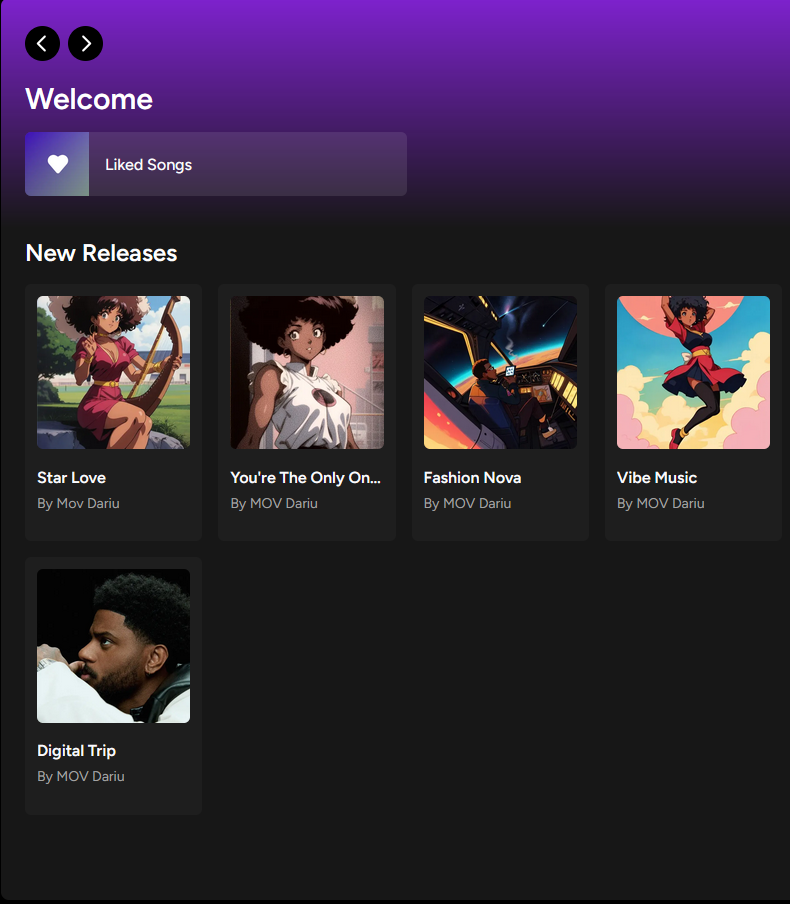 Welcome
Liked Songs
New Releases
Star Love
By Mov Dariu
You're The Only On...
By MOV Dariu
Fashion Nova
By MOV Dariu
Vibe Music
By MOV Dariu
Digital Trip
By MOV Dariu